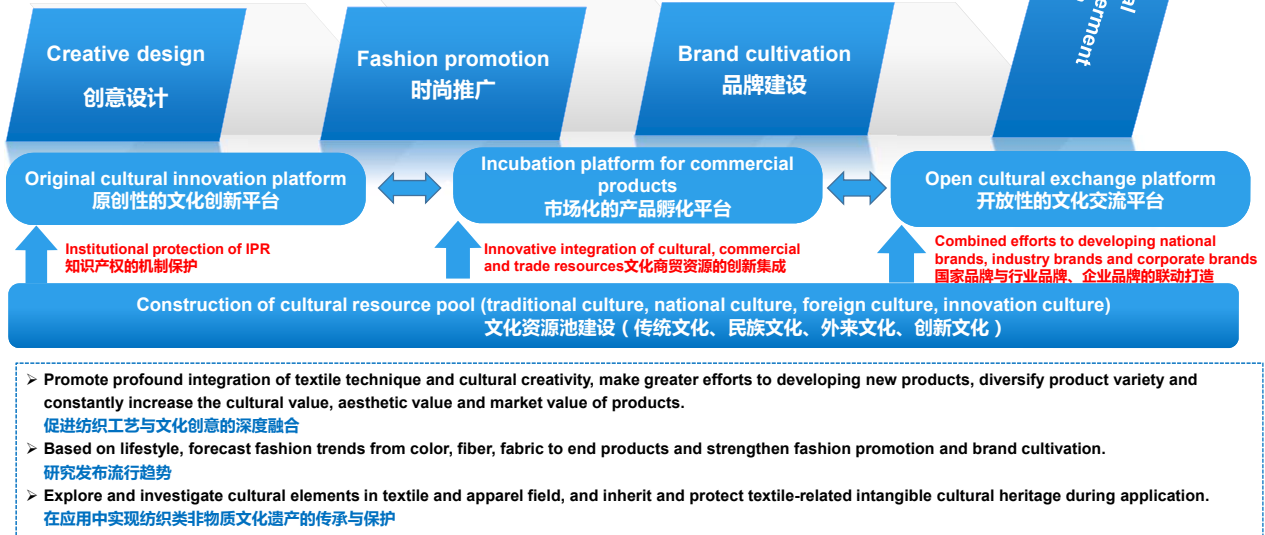 Creative design
创意设计
Fashion promotion
时尚推广
Brand cultivation
品牌建设
Original cultural innovation platform
原创性的文化创新平台
Incubation platform for commercial
products
市场化的产品孵化平台
Open cultural exchange platform
开放性的文化交流平台
Institutional protection of IPR
知识产权的机制保护
Innovative integration of cultural, commercial
and trade resources文化商贸资源的创新集成
Combined efforts to developing national
brands, industry brands and corporate brands
国家品牌与行业品牌、企业品牌的联动打造
Construction of cultural resource pool (traditional culture, national culture, foreign culture, innovation culture)
文化资源池建设（传统文化、民族文化、外来文化、创新文化）
➢ Promote profound integration of textile technique and cultural creativity, make greater efforts to developing new products, diversify product variety and
constantly increase the cultural value, aesthetic value and market value of products.
促进纺织工艺与文化创意的深度融合
➢ Based on lifestyle, forecast fashion trends from color, fiber, fabric to end products and strengthen fashion promotion and brand cultivation.
研究发布流行趋势
➢ Explore and investigate cultural elements in textile and apparel field, and inherit and protect textile-related intangible cultural heritage during application.
在应用中实现纺织类非物质文化遗产的传承与保护